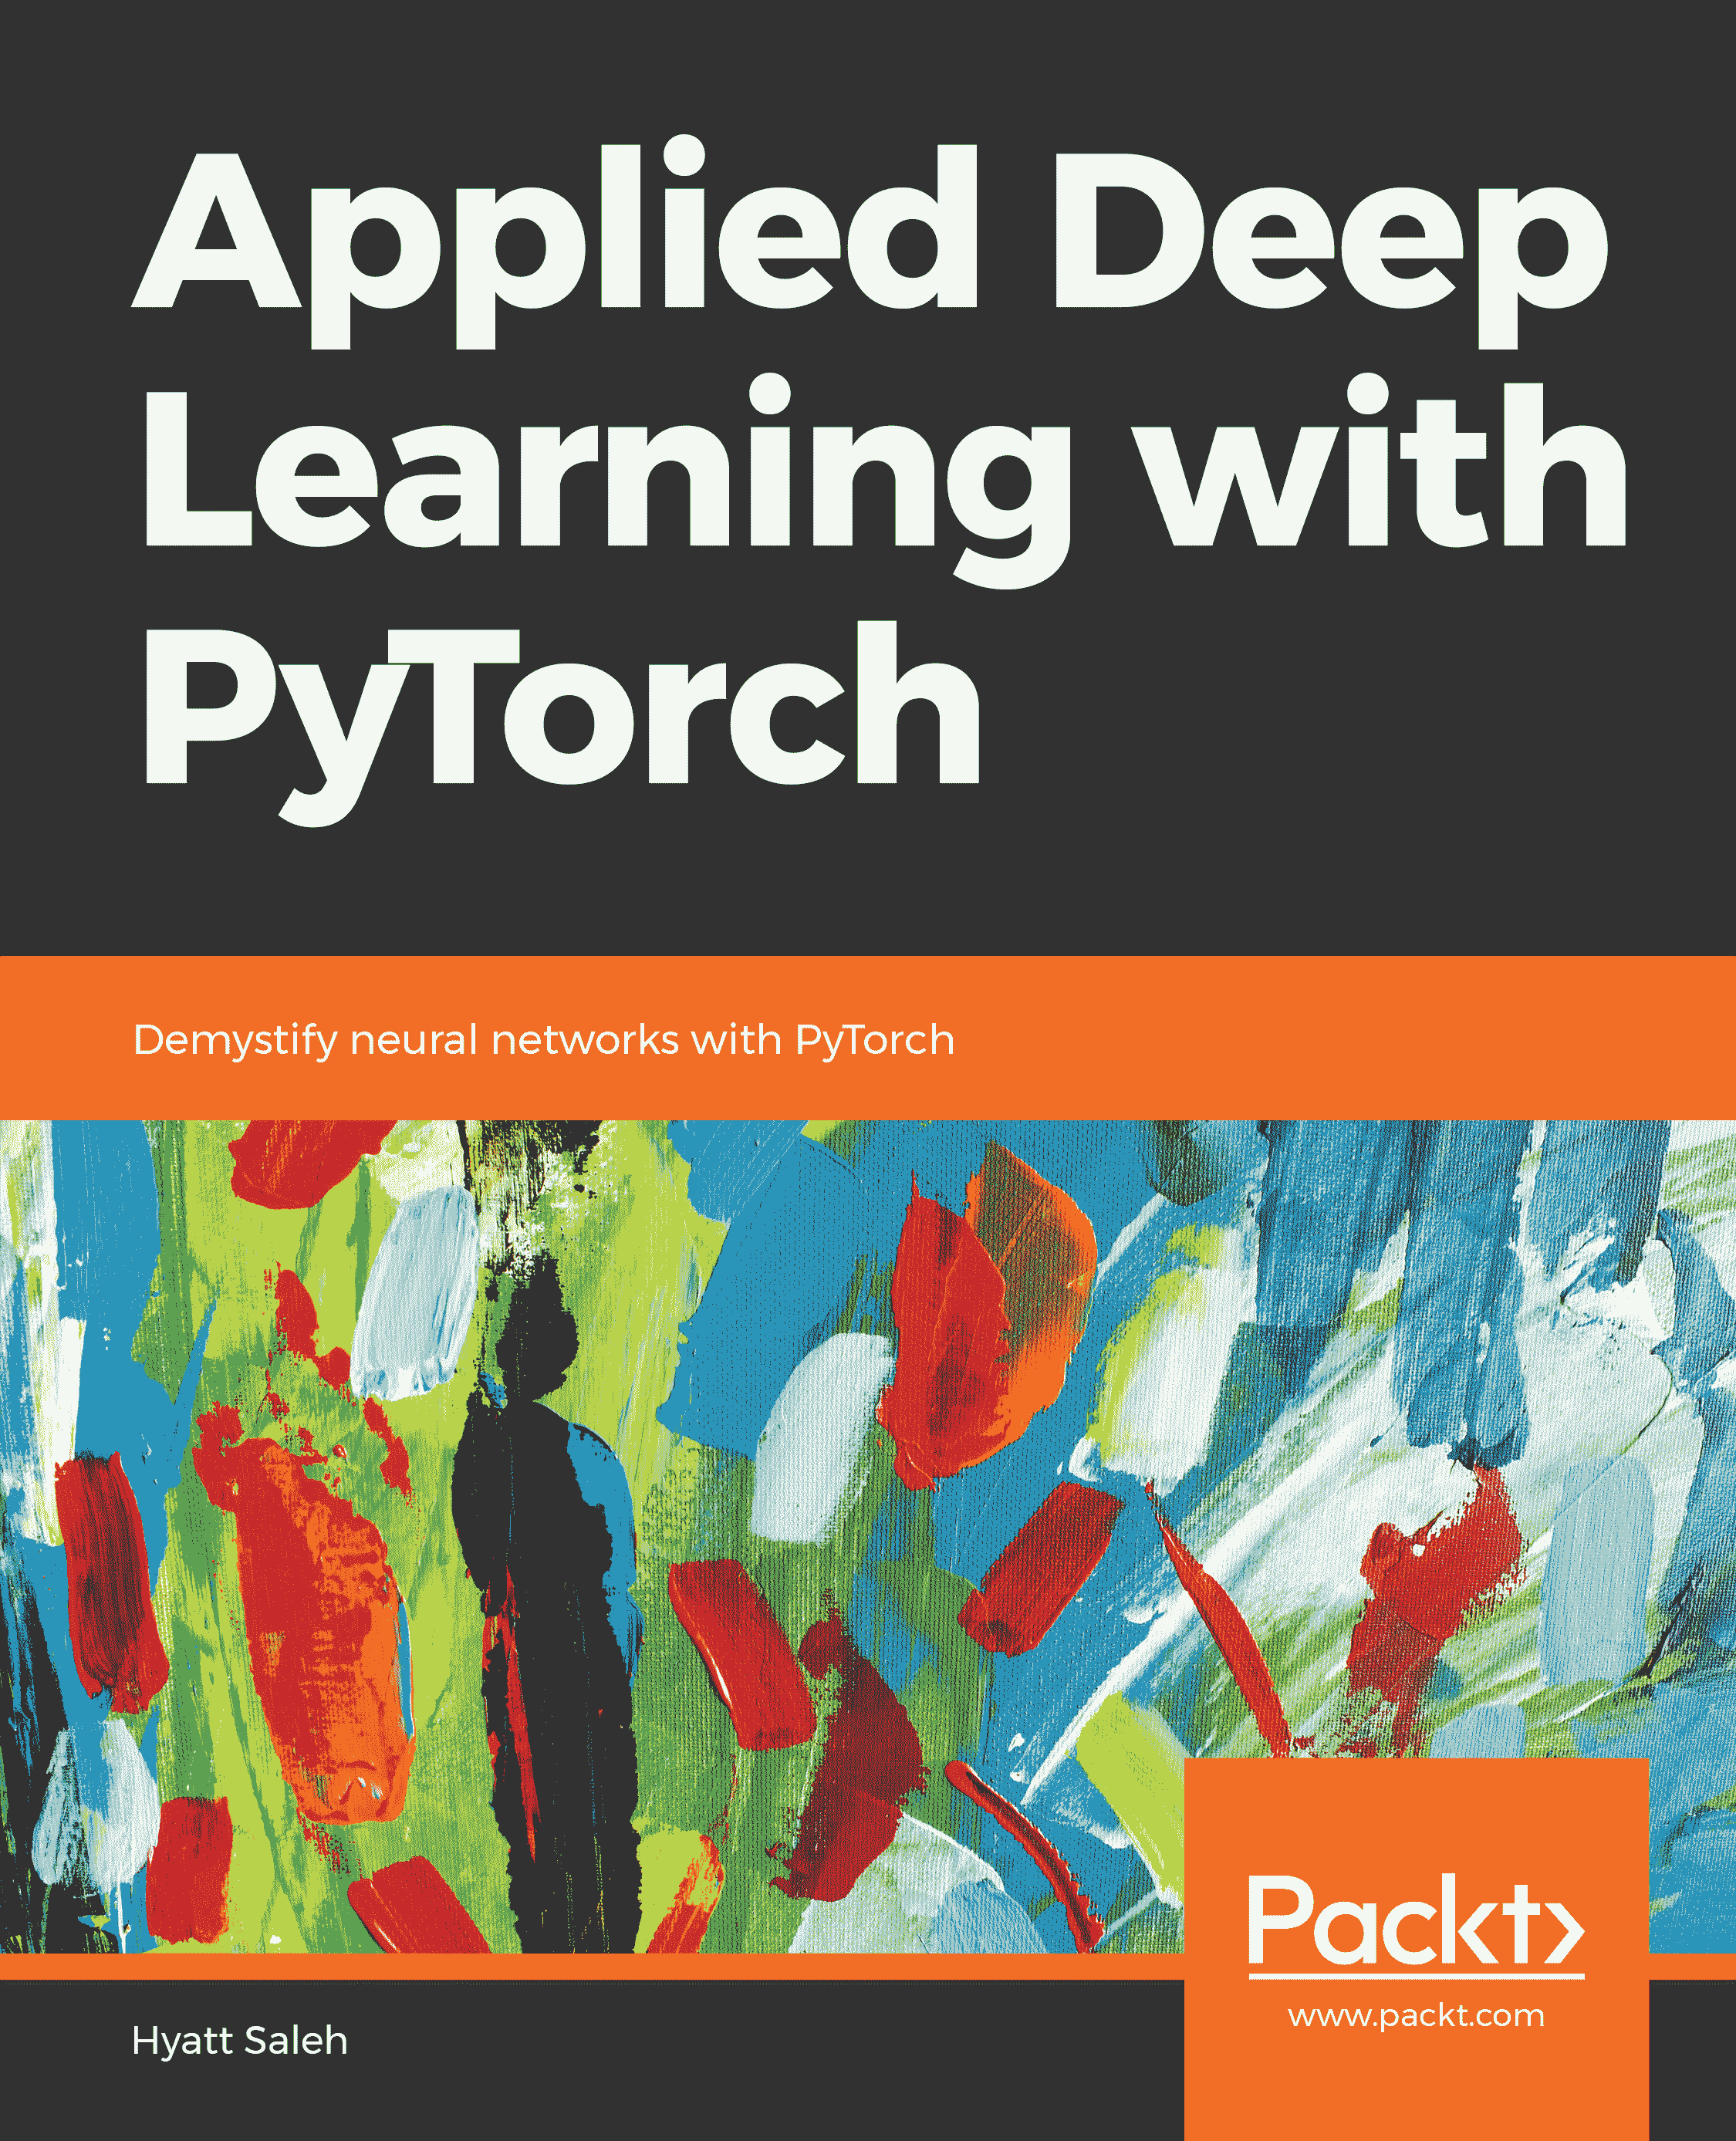 Applied Deep
Learning with
PyTorch
Demystify neural networks with PyTorch
Packt>
www.packt.com
Hyatt Saleh